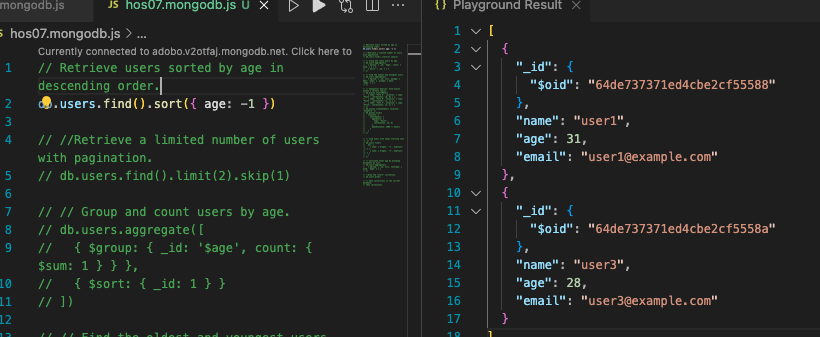 mongodb.js
JS hos07.mongodb.js U
hos07.mongodb.js > ...
Currently connected to adobo.v2otfaj.mongodb.net. Click here to
1 // Retrieve users sorted by age in
descending order.
2 db.users.find().sort({ age: -1 })
3
4 // //Retrieve a limited number of users
with pagination.
5 // db.users.find().limit(2).skip(1)
6
7 // // Group and count users by age.
8 // db.users.aggregate([
9 //   { $group: { _id: '$age', count: {
$sum: 1 } } },
10 //   { $sort: { _id: 1 } }
11 // ])
12
13 // // Find the oldest and youngest users
{} Playground Result
1 [
2 {
3 "_id": {
4 "$oid": "64de737371ed4cbe2cf55588"
5 },
6 "name": "user1",
7 "age": 31,
8 "email": "user1@example.com"
9 },
10 {
11 "_id": {
12 "$oid": "64de737371ed4cbe2cf5558a"
13 },
14 "name": "user3",
15 "age": 28,
16 "email": "user3@example.com"
17 }
18 ]